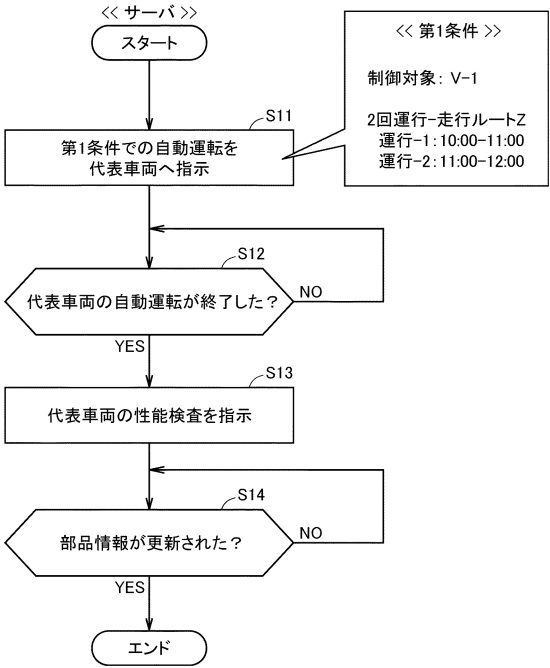 << サーバ >>
スタート
<< 第1条件 >>
制御対象: V-1
2回運行-走行ルートZ
運行-1:10:00-11:00
運行-2:11:00-12:00
S11
第1条件での自動運転を
代表車両へ指示
S12
代表車両の自動運転が終了した?
NO
YES
S13
代表車両の性能検査を指示
S14
部品情報が更新された?
NO
YES
エンド